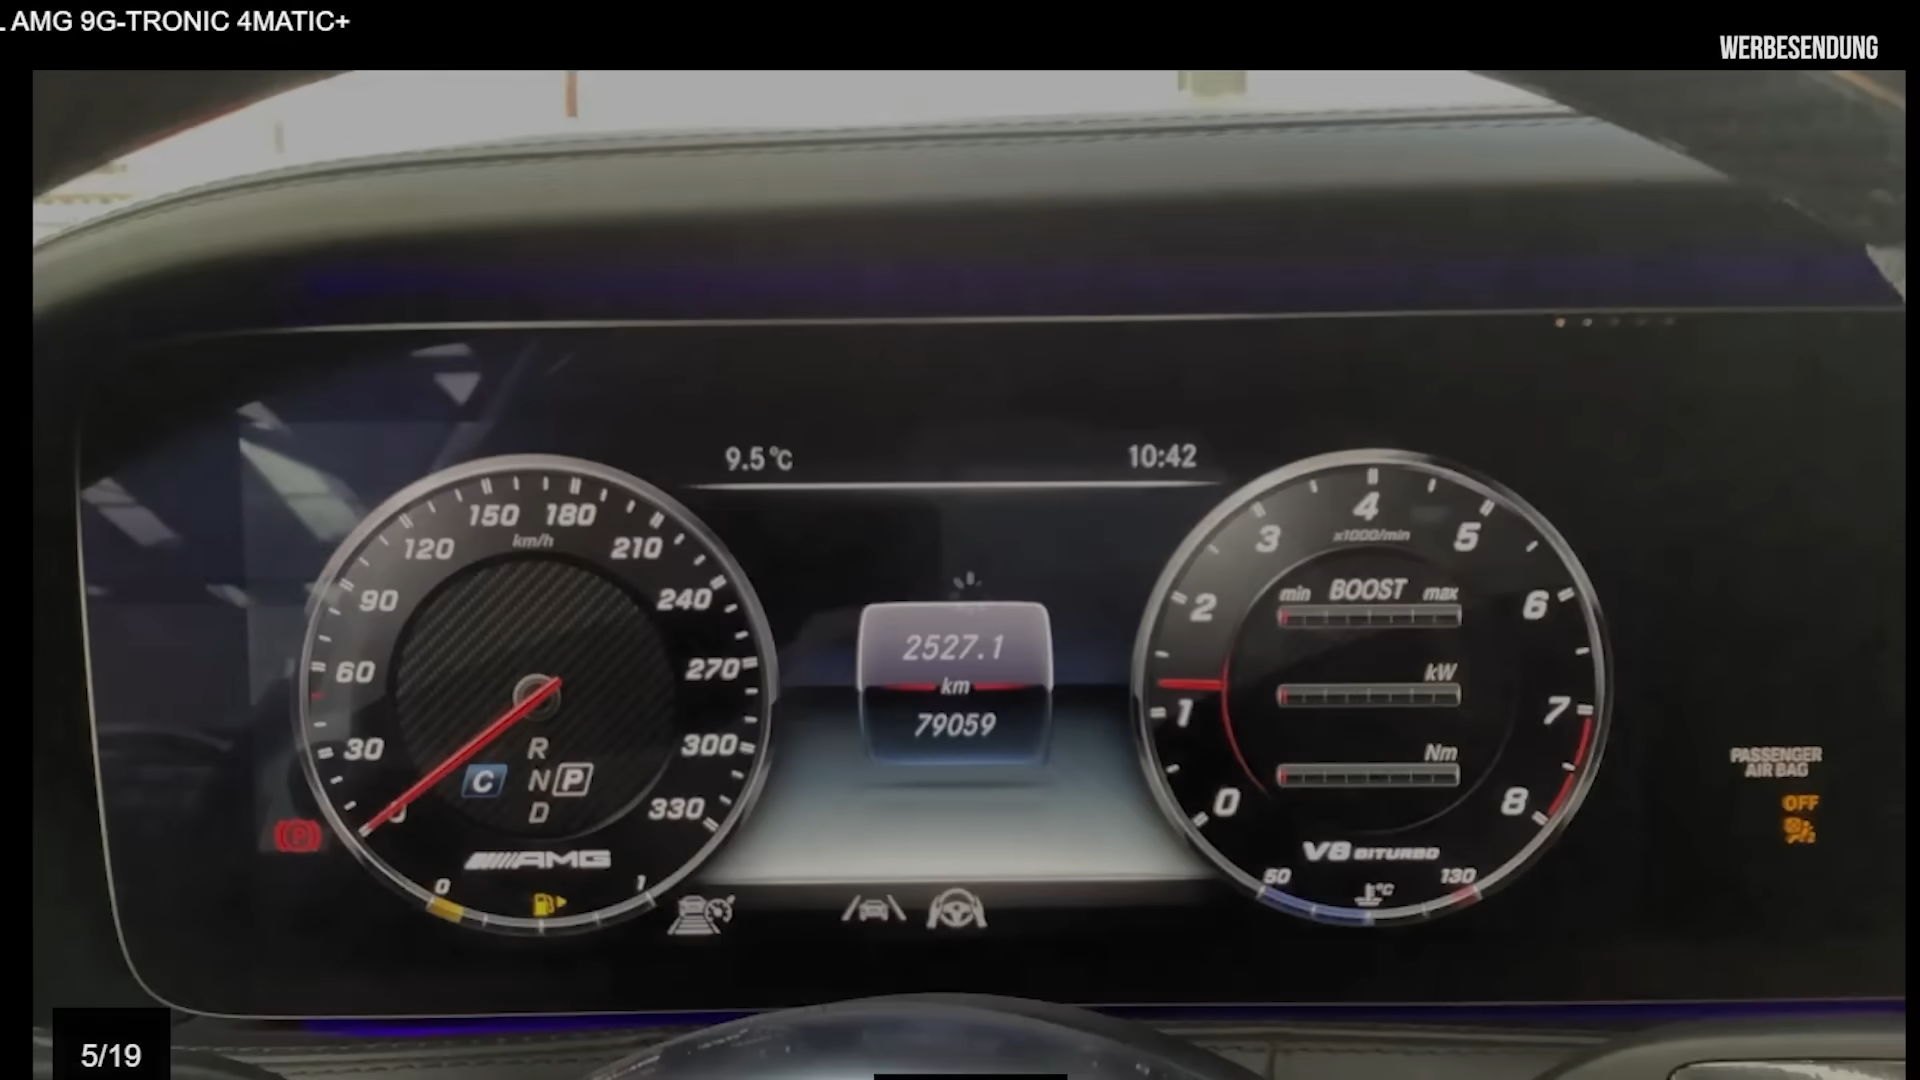 AMG 9G-TRONIC 4MATIC+
WERBESENDUNG
9.5°C
10:42
150 180
km/h
120
210
90
240
60
270
30
300
0
330
R
C N P
D
AMG
0
1
2527.1
km
79059
4
x1000/min
3
5
2
6
1
7
0
8
min BOOST max
kW
Nm
V8 BITURBO
50
130
°C
PASSENGER
AIR BAG
OFF
5/19